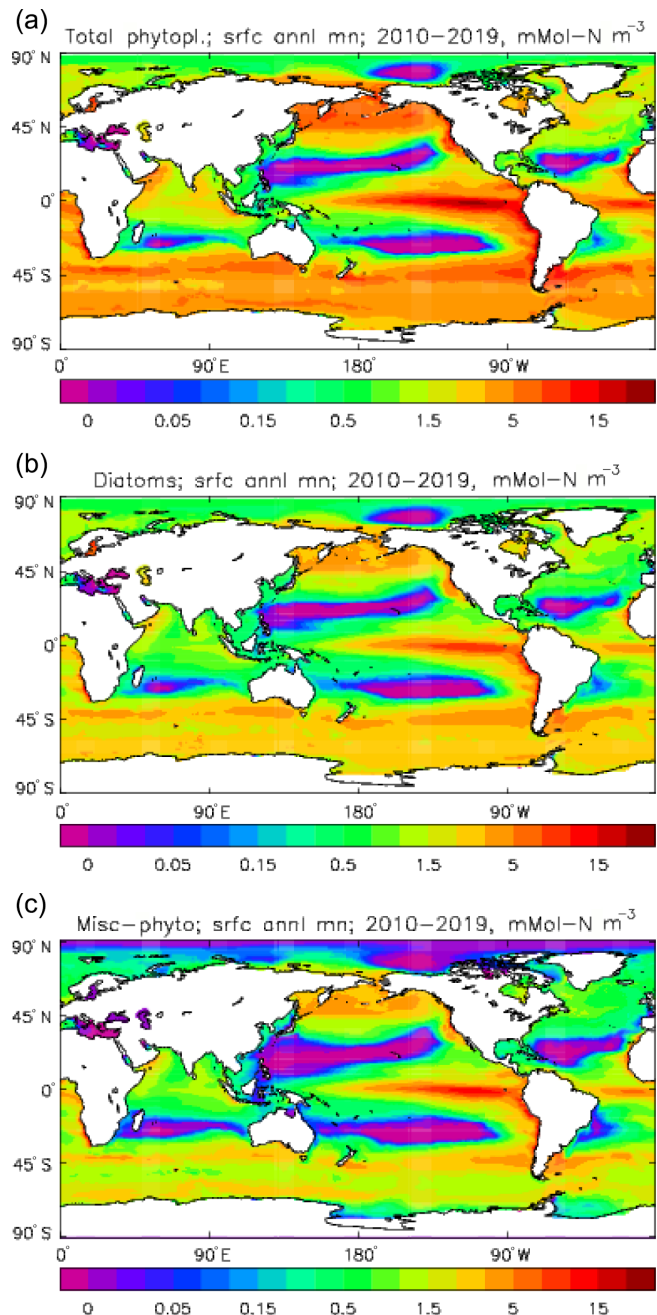 (a)
Total phytopl.; srfc annl mn; 2010−2019, mMol−N m⁻³
90°N
45°N
0°
45°S
90°S
0° 90°E 180° 90°W
0 0.05 0.15 0.5 1.5 5 15
(b)
Diatoms; srfc annl mn; 2010−2019, mMol−N m⁻³
90°N
45°N
0°
45°S
90°S
0° 90°E 180° 90°W
0 0.05 0.15 0.5 1.5 5 15
(c)
Misc−phyto; srfc annl mn; 2010−2019, mMol−N m⁻³
90°N
45°N
0°
45°S
90°S
0° 90°E 180° 90°W
0 0.05 0.15 0.5 1.5 5 15